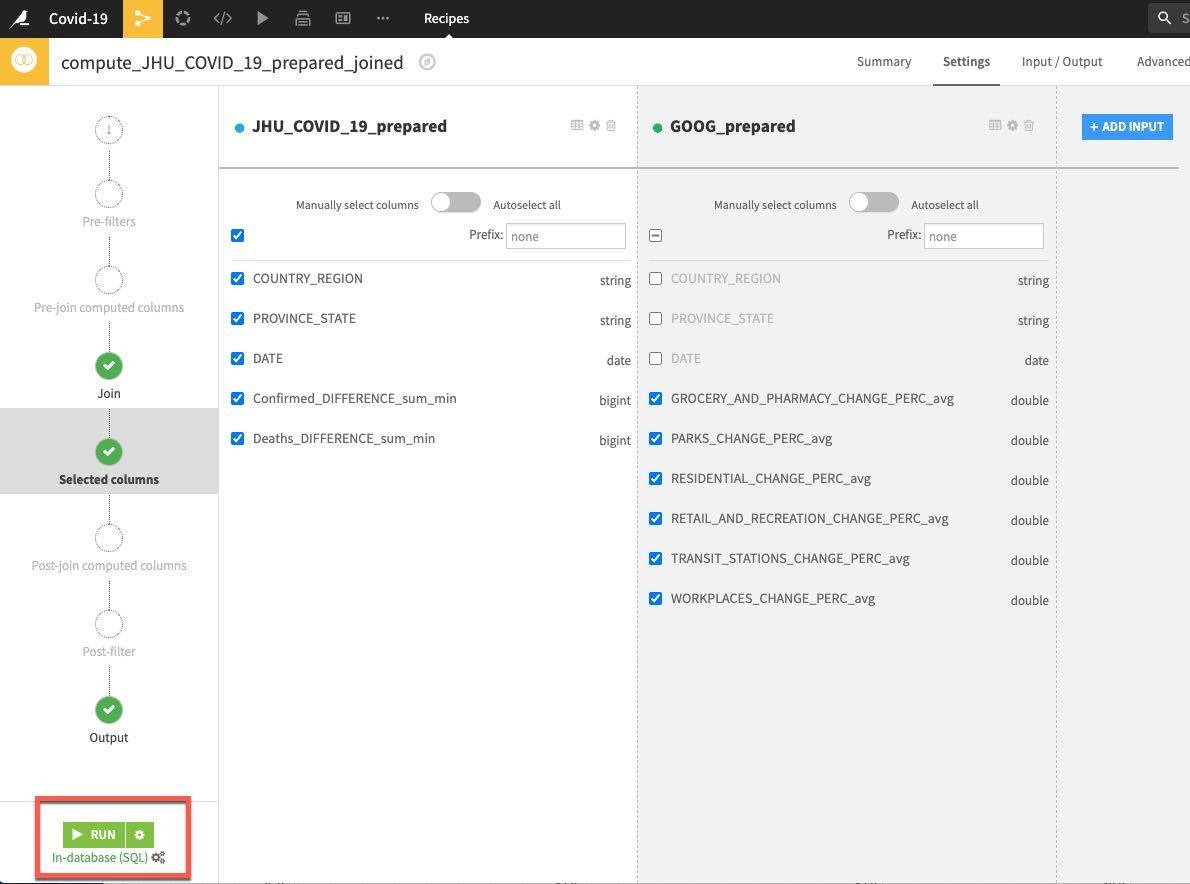 Covid-19
Recipes
compute_JHU_COVID_19_prepared_joined
Summary
Settings
Input / Output
Advanced
Pre-filters
Pre-join computed columns
Join
Selected columns
Post-join computed columns
Post-filter
Output
RUN
In-database (SQL)
JHU_COVID_19_prepared
Manually select columns
Autoselect all
Prefix: none
COUNTRY_REGION string
PROVINCE_STATE string
DATE date
Confirmed_DIFFERENCE_sum_min bigint
Deaths_DIFFERENCE_sum_min bigint
GOOG_prepared
Manually select columns
Autoselect all
Prefix: none
COUNTRY_REGION string
PROVINCE_STATE string
DATE date
GROCERY_AND_PHARMACY_CHANGE_PERC_avg double
PARKS_CHANGE_PERC_avg double
RESIDENTIAL_CHANGE_PERC_avg double
RETAIL_AND_RECREATION_CHANGE_PERC_avg double
TRANSIT_STATIONS_CHANGE_PERC_avg double
WORKPLACES_CHANGE_PERC_avg double
+ ADD INPUT